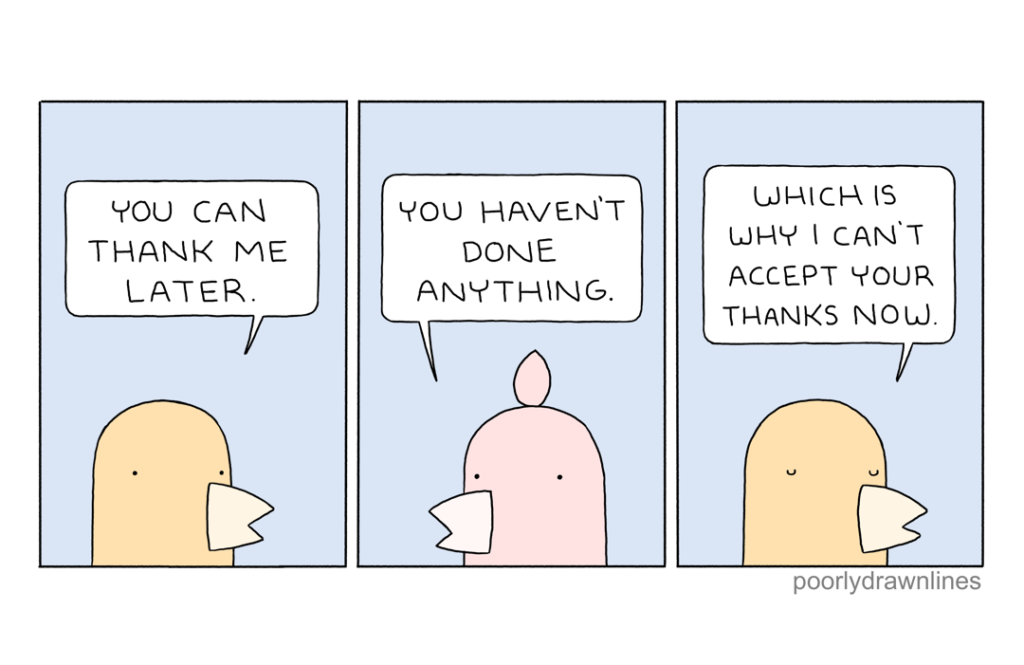 YOU CAN
THANK ME
LATER.
YOU HAVEN'T
DONE
ANYTHING.
WHICH IS
WHY I CAN'T
ACCEPT YOUR
THANKS NOW.
poorlydrawnlines